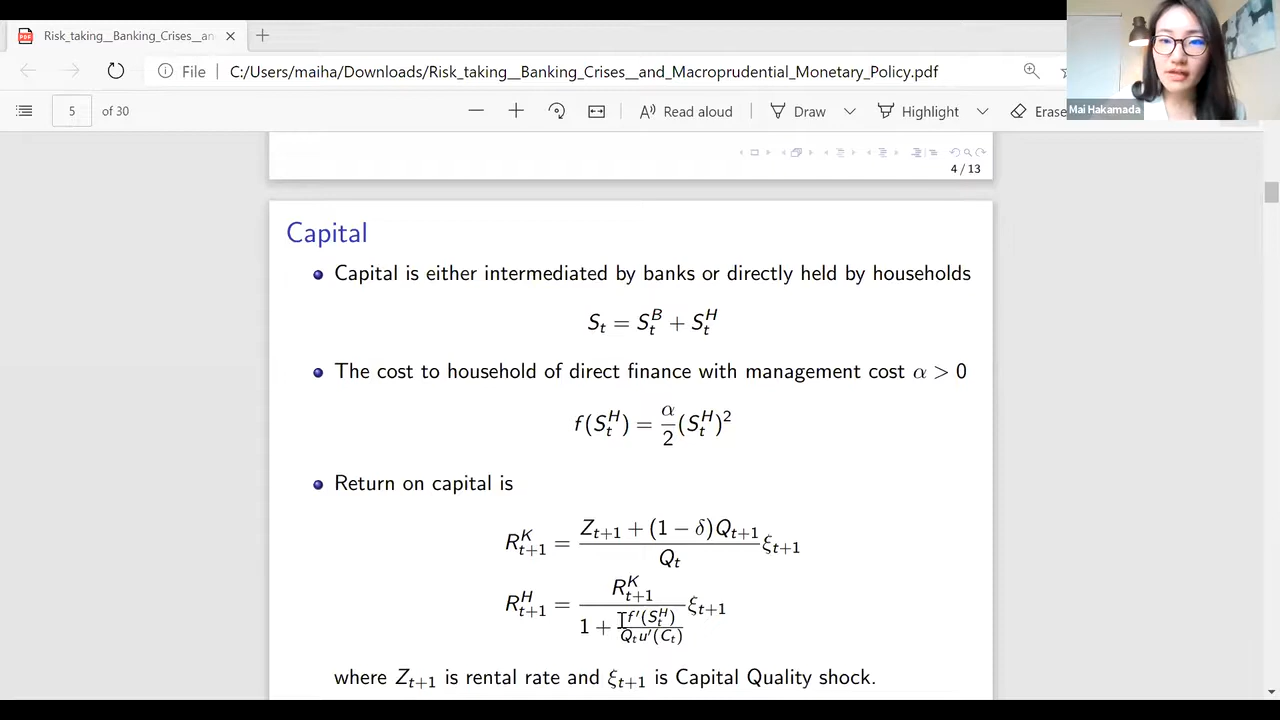 Risk_taking__Banking_Crises__an
File C:/Users/maiha/Downloads/Risk_taking__Banking_Crises__and_Macroprudential_Monetary_Policy.pdf
5 of 30 Read aloud Draw Highlight Erase
Mai Hakamada
4 / 13
Capital
Capital is either intermediated by banks or directly held by households
S_t = S_t^B + S_t^H
The cost to household of direct finance with management cost α > 0
f(S_t^H) = α/2 (S_t^H)^2
Return on capital is
R_{t+1}^K = (Z_{t+1} + (1 − δ)Q_{t+1}) / Q_t ξ_{t+1}
R_{t+1}^H = R_{t+1}^K / (1 + f′(S_t^H) / (Q_t u′(C_t))) ξ_{t+1}
where Z_{t+1} is rental rate and ξ_{t+1} is Capital Quality shock.